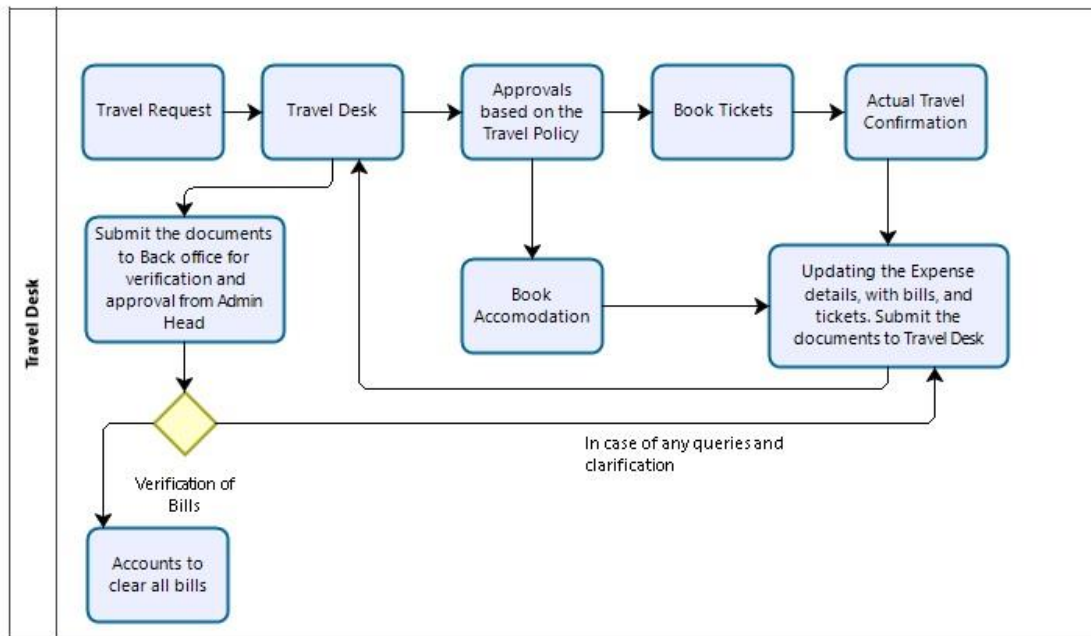 Travel Desk
Travel Request
Travel Desk
Approvals
based on the
Travel Policy
Book Tickets
Actual Travel
Confirmation
Submit the documents
to Back office for
verification and
approval from Admin
Head
Book
Accomodation
Updating the Expense
details, with bills, and
tickets. Submit the
documents to Travel Desk
In case of any queries and
clarification
Verification of
Bills
Accounts to
clear all bills